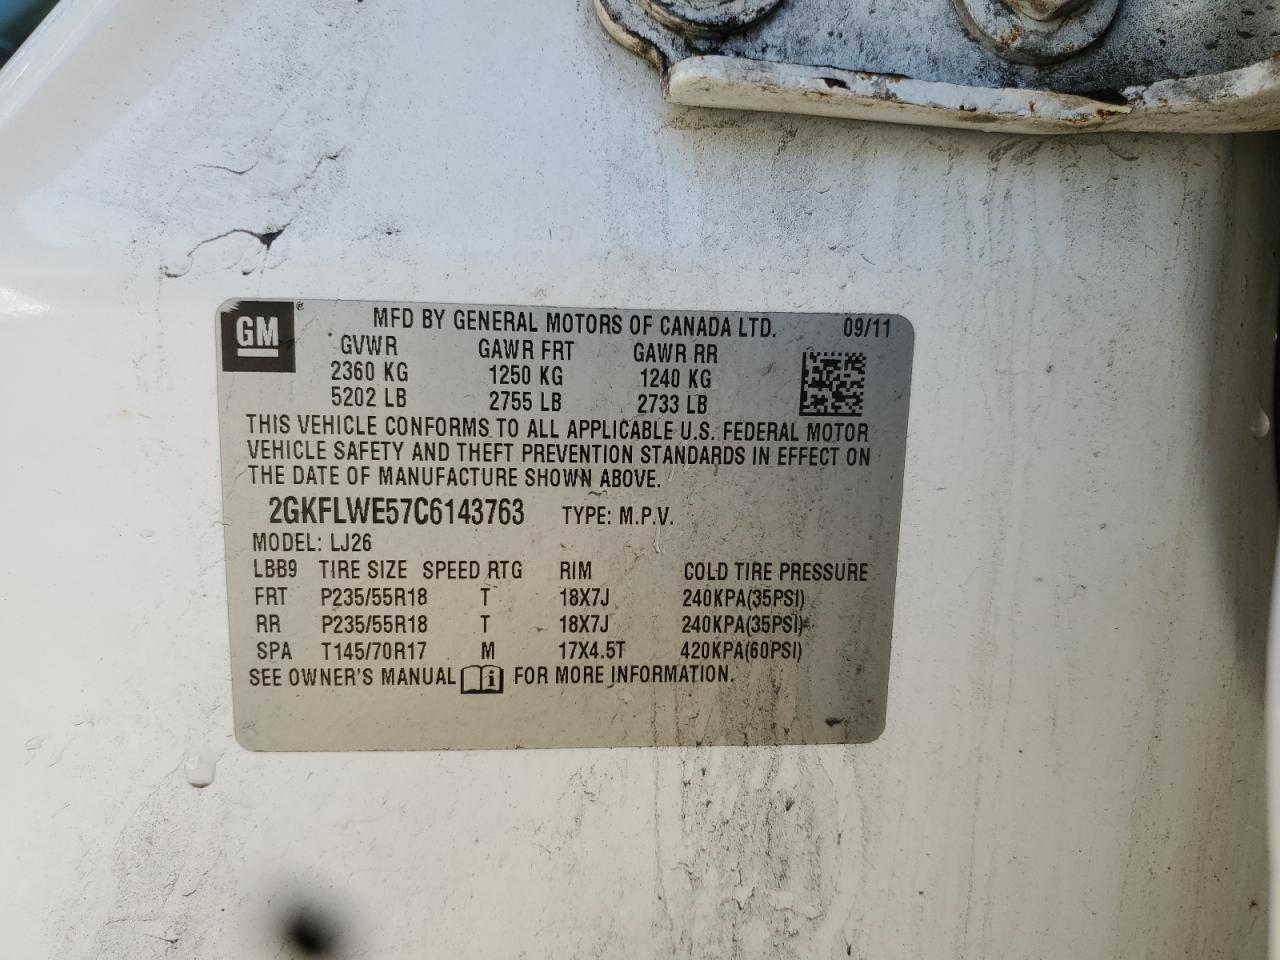 GM ® MFD BY GENERAL MOTORS OF CANADA LTD. 09/11
GVWR GAWR FRT GAWR RR
2360 KG 1250 KG 1240 KG
5202 LB 2755 LB 2733 LB
THIS VEHICLE CONFORMS TO ALL APPLICABLE U.S. FEDERAL MOTOR
VEHICLE SAFETY AND THEFT PREVENTION STANDARDS IN EFFECT ON
THE DATE OF MANUFACTURE SHOWN ABOVE.
2GKFLWE57C6143763 TYPE: M.P.V.
MODEL: LJ26
LBB9 TIRE SIZE SPEED RTG RIM COLD TIRE PRESSURE
FRT P235/55R18 T 18X7J 240KPA(35PSI)
RR P235/55R18 T 18X7J 240KPA(35PSI)
SPA T145/70R17 M 17X4.5T 420KPA(60PSI)
SEE OWNER'S MANUAL i FOR MORE INFORMATION.